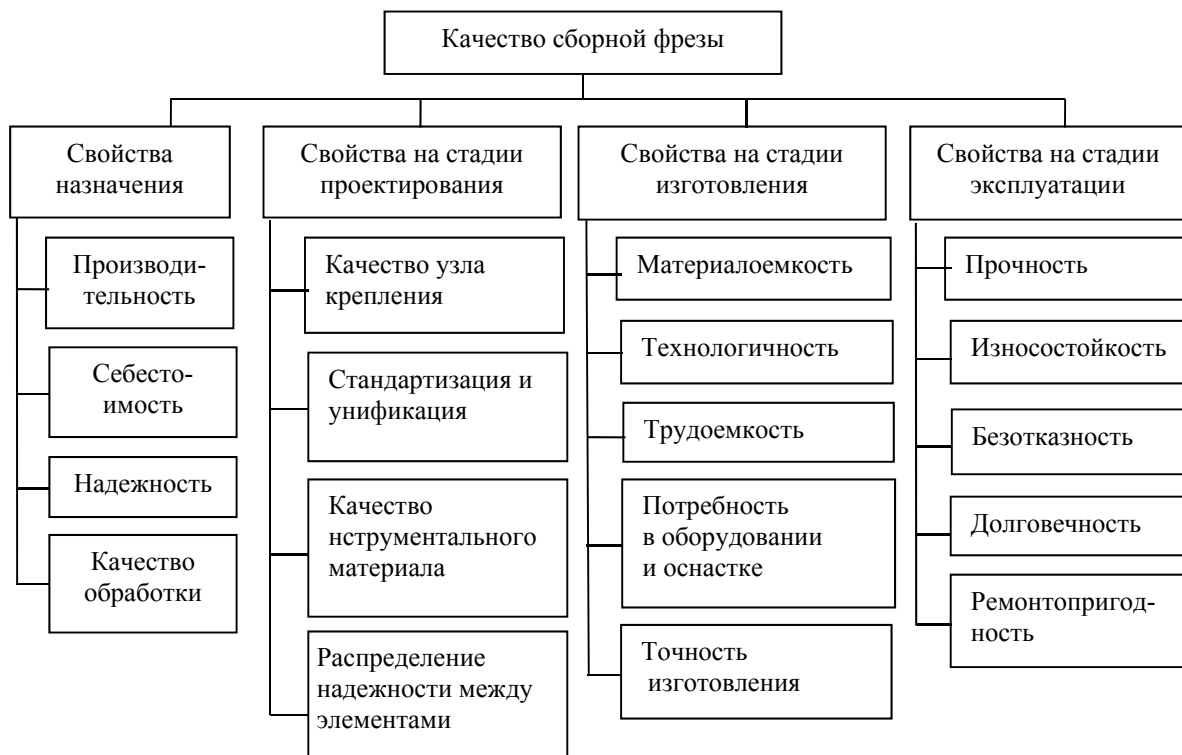 Качество сборной фрезы
Свойства
назначения
Производи-
тельность
Себесто-
имость
Надежность
Качество
обработки
Свойства на стадии
проектирования
Качество узла
крепления
Стандартизация и
унификация
Качество
нструментального
материала
Распределение
надежности между
элементами
Свойства на стадии
изготовления
Материалоемкость
Технологичность
Трудоемкость
Потребность
в оборудовании
и оснастке
Точность
изготовления
Свойства на стадии
эксплуатации
Прочность
Износостойкость
Безотказность
Долговечность
Ремонтопригод-
ность